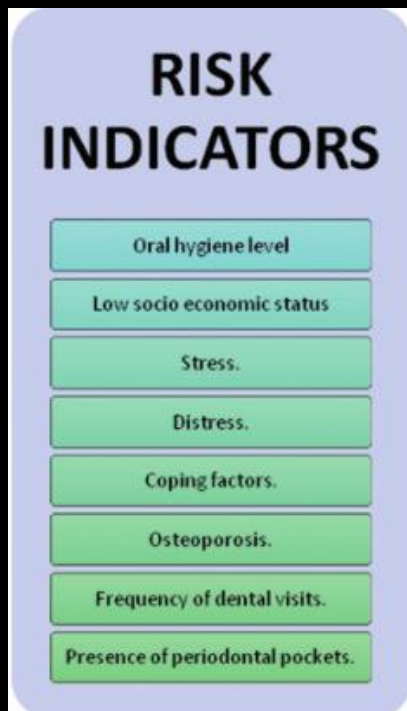 RISK
INDICATORS
Oral hygiene level
Low socio economic status
Stress.
Distress.
Coping factors.
Osteoporosis.
Frequency of dental visits.
Presence of periodontal pockets.